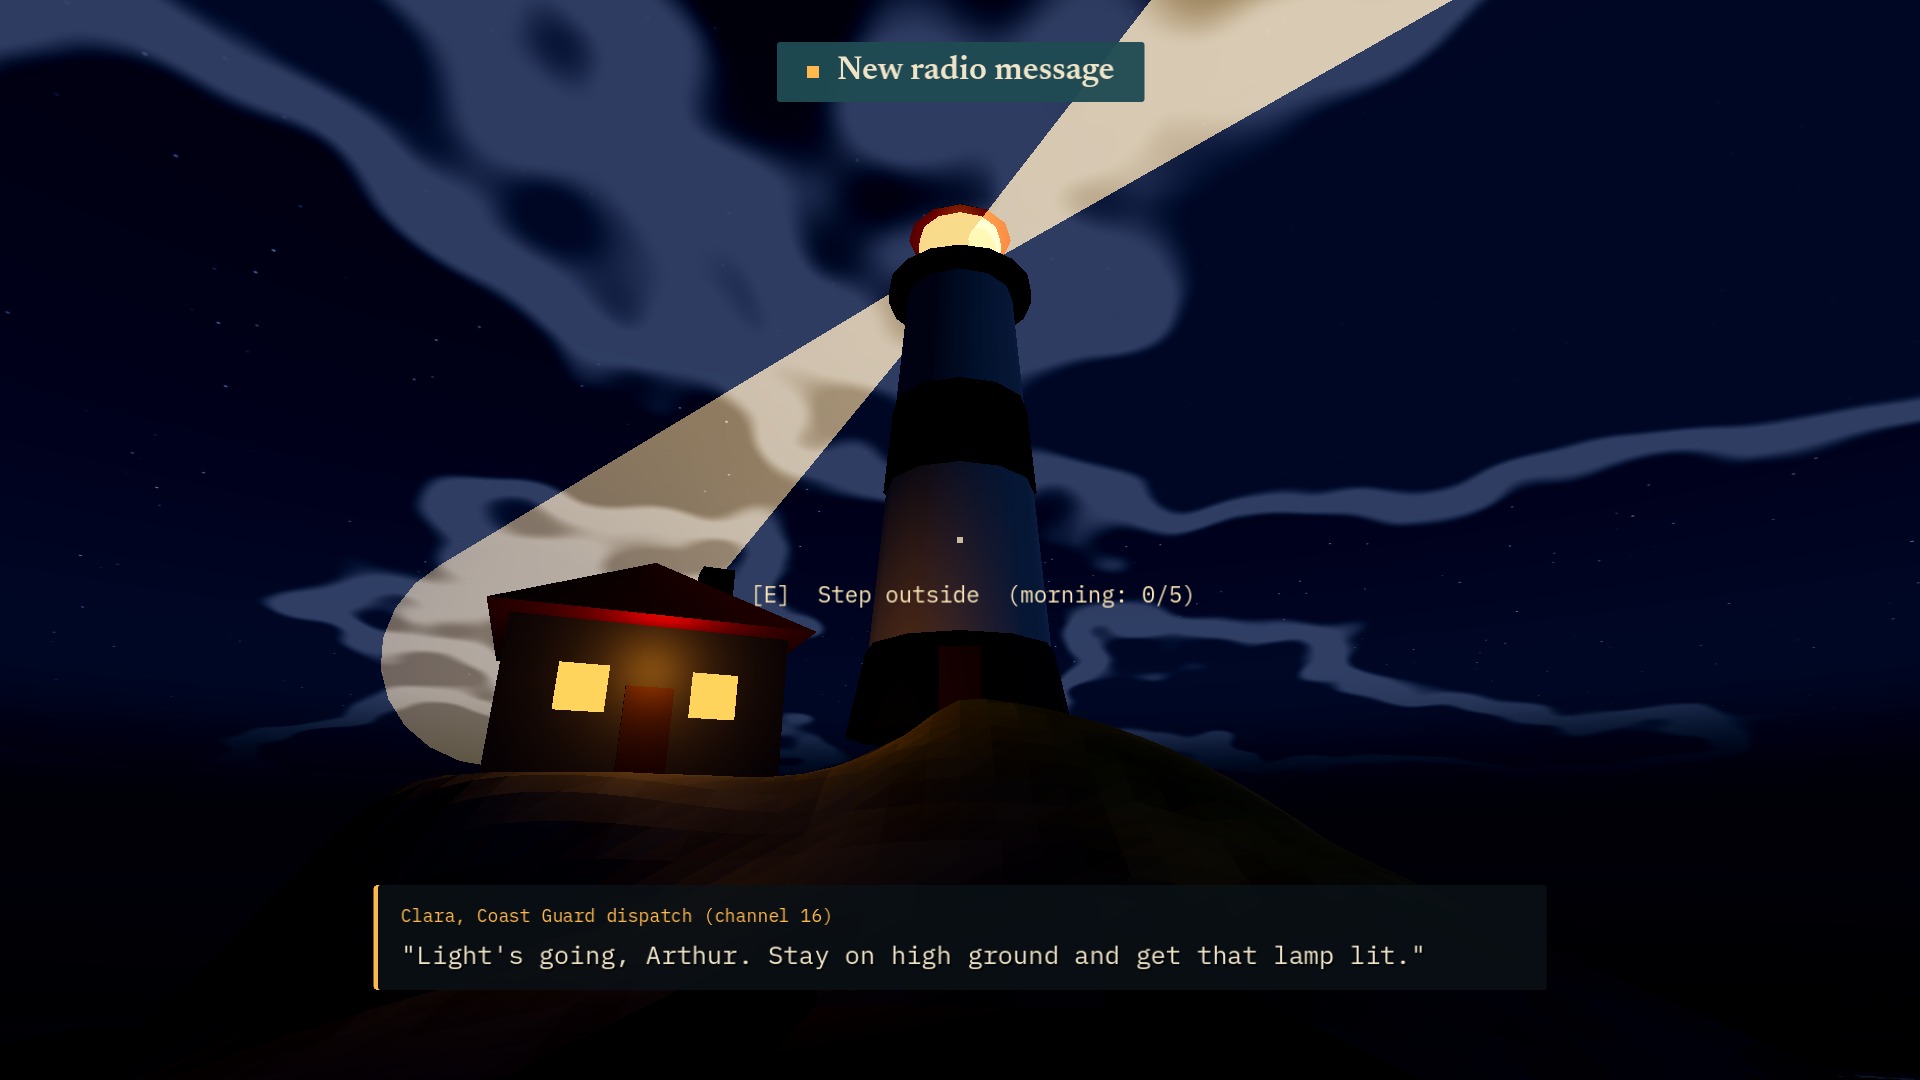 New radio message
[E]  Step outside  (morning: 0/5)
Clara, Coast Guard dispatch (channel 16)
"Light's going, Arthur. Stay on high ground and get that lamp lit."